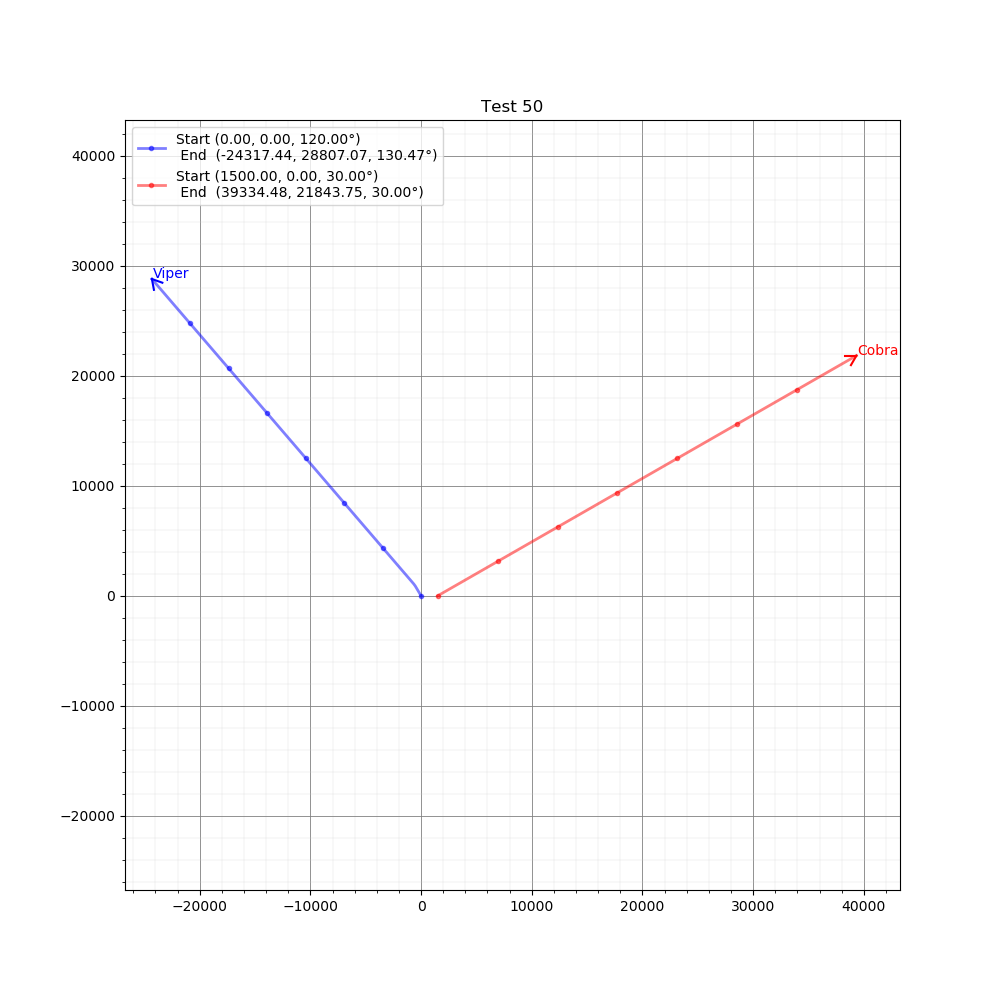 Test 50
Start (0.00, 0.00, 120.00°)
End (-24317.44, 28807.07, 130.47°)
Start (1500.00, 0.00, 30.00°)
End (39334.48, 21843.75, 30.00°)
40000
30000
20000
10000
0
−10000
−20000
Viper
Cobra
−20000
−10000
0
10000
20000
30000
40000